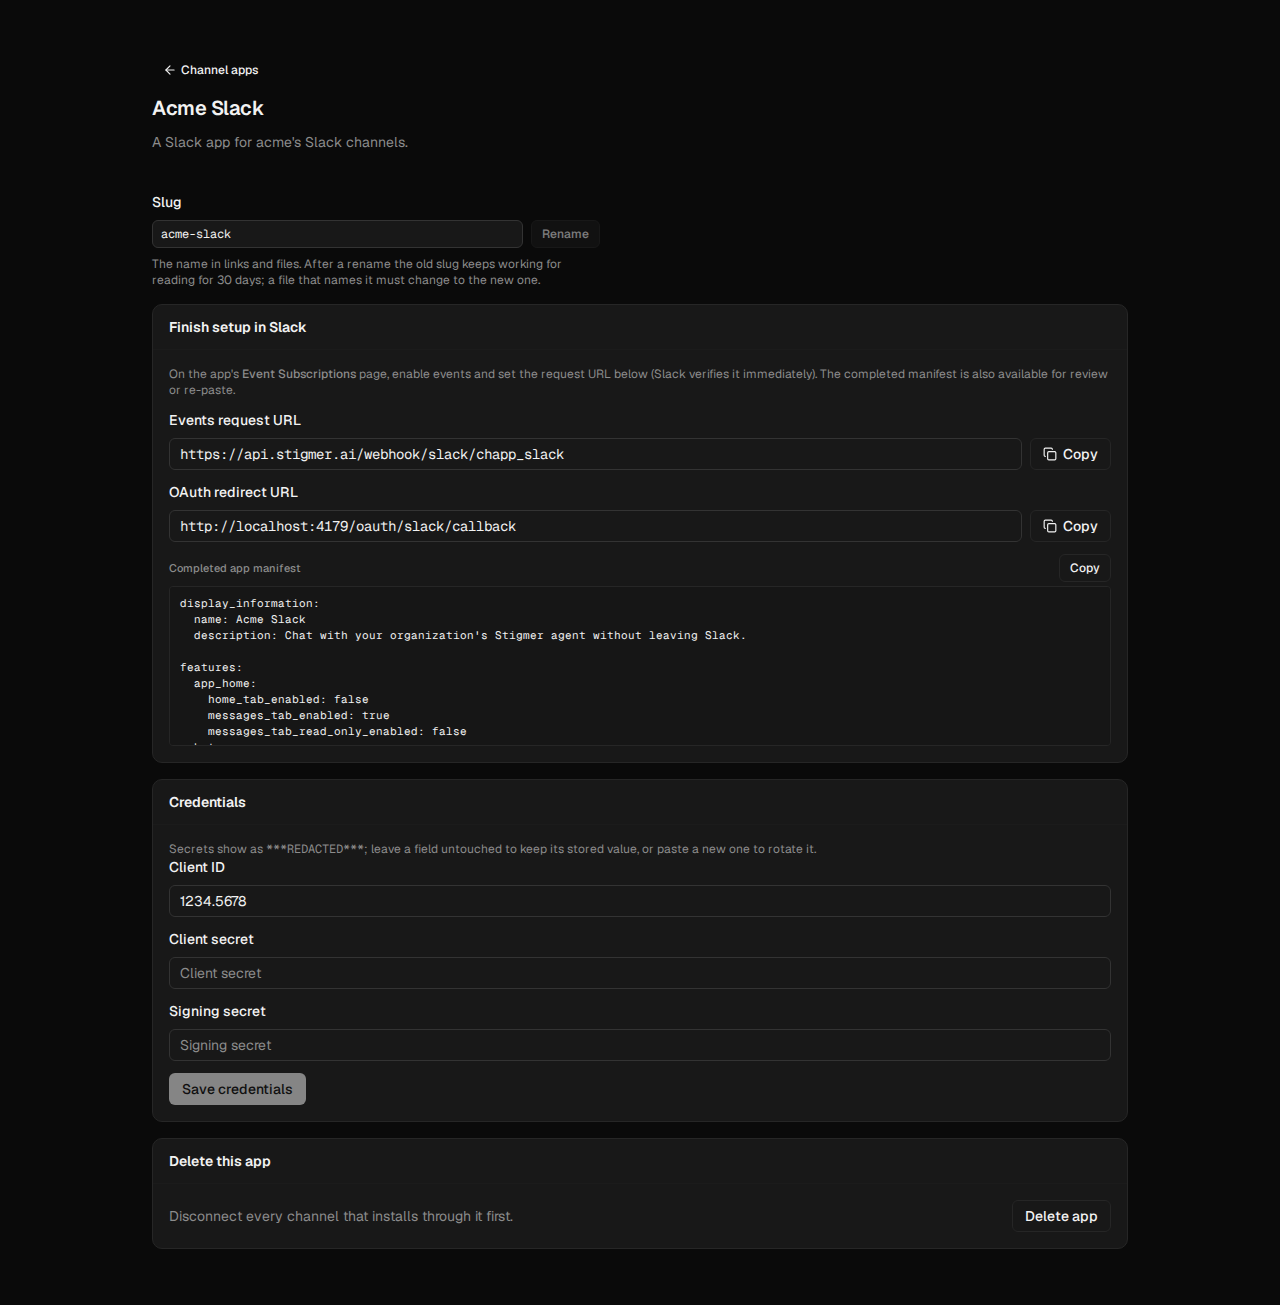 Channel apps
Acme Slack
A Slack app for acme's Slack channels.
Slug
acme-slack
Rename
The name in links and files. After a rename the old slug keeps working for
reading for 30 days; a file that names it must change to the new one.
Finish setup in Slack
On the app's Event Subscriptions page, enable events and set the request URL below (Slack verifies it immediately). The completed manifest is also available for review
or re-paste.
Events request URL
https://api.stigmer.ai/webhook/slack/chapp_slack
Copy
OAuth redirect URL
http://localhost:4179/oauth/slack/callback
Copy
Completed app manifest
Copy
display_information:
  name: Acme Slack
  description: Chat with your organization's Stigmer agent without leaving Slack.
features:
  app_home:
    home_tab_enabled: false
    messages_tab_enabled: true
    messages_tab_read_only_enabled: false
Credentials
Secrets show as ***REDACTED***; leave a field untouched to keep its stored value, or paste a new one to rotate it.
Client ID
1234.5678
Client secret
Client secret
Signing secret
Signing secret
Save credentials
Delete this app
Disconnect every channel that installs through it first.
Delete app